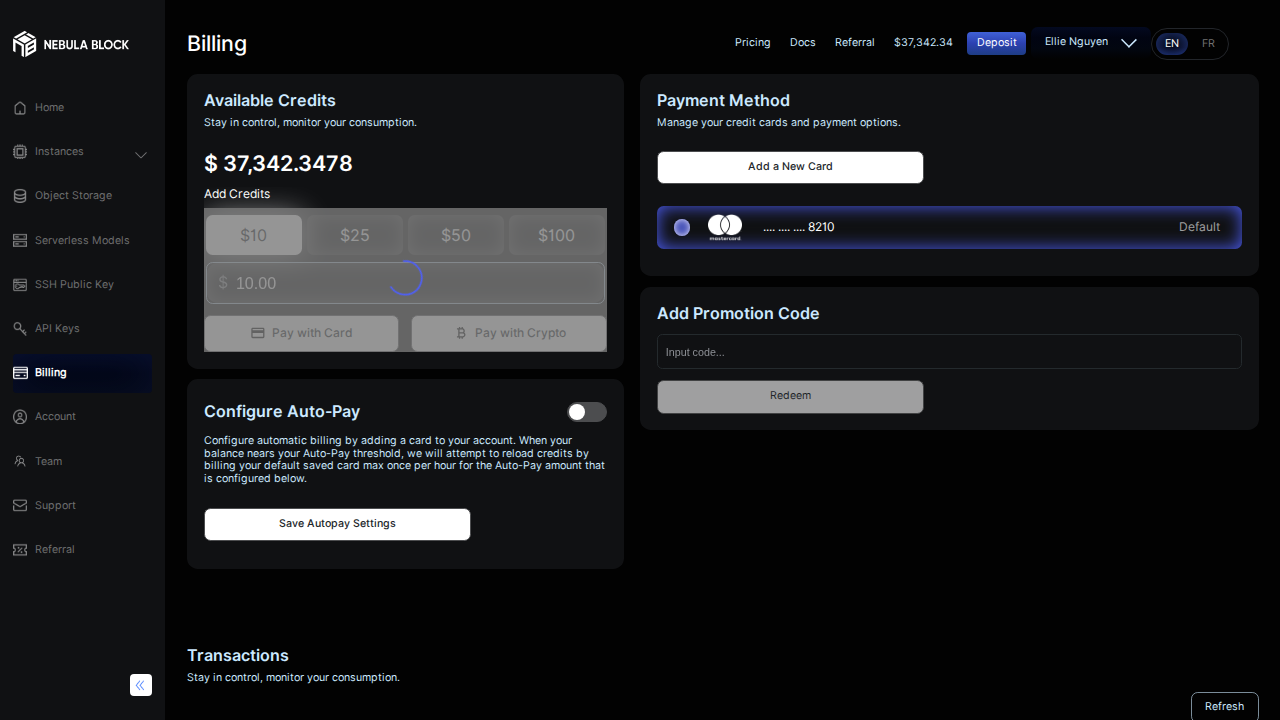 NEBULA BLOCK
Home
Instances
Object Storage
Serverless Models
SSH Public Key
API Keys
Billing
Account
Team
Support
Referral
Billing
Pricing
Docs
Referral
$37,342.34
Deposit
Ellie Nguyen
EN
FR
Available Credits
Stay in control, monitor your consumption.
$ 37,342.3478
Add Credits
$10
$25
$50
$100
$ 10.00
Pay with Card
Pay with Crypto
Configure Auto-Pay
Configure automatic billing by adding a card to your account. When your
balance nears your Auto-Pay threshold, we will attempt to reload credits by
billing your default saved card max once per hour for the Auto-Pay amount that
is configured below.
Save Autopay Settings
Payment Method
Manage your credit cards and payment options.
Add a New Card
mastercard
.... .... .... 8210
Default
Add Promotion Code
Input code...
Redeem
Transactions
Stay in control, monitor your consumption.
Refresh